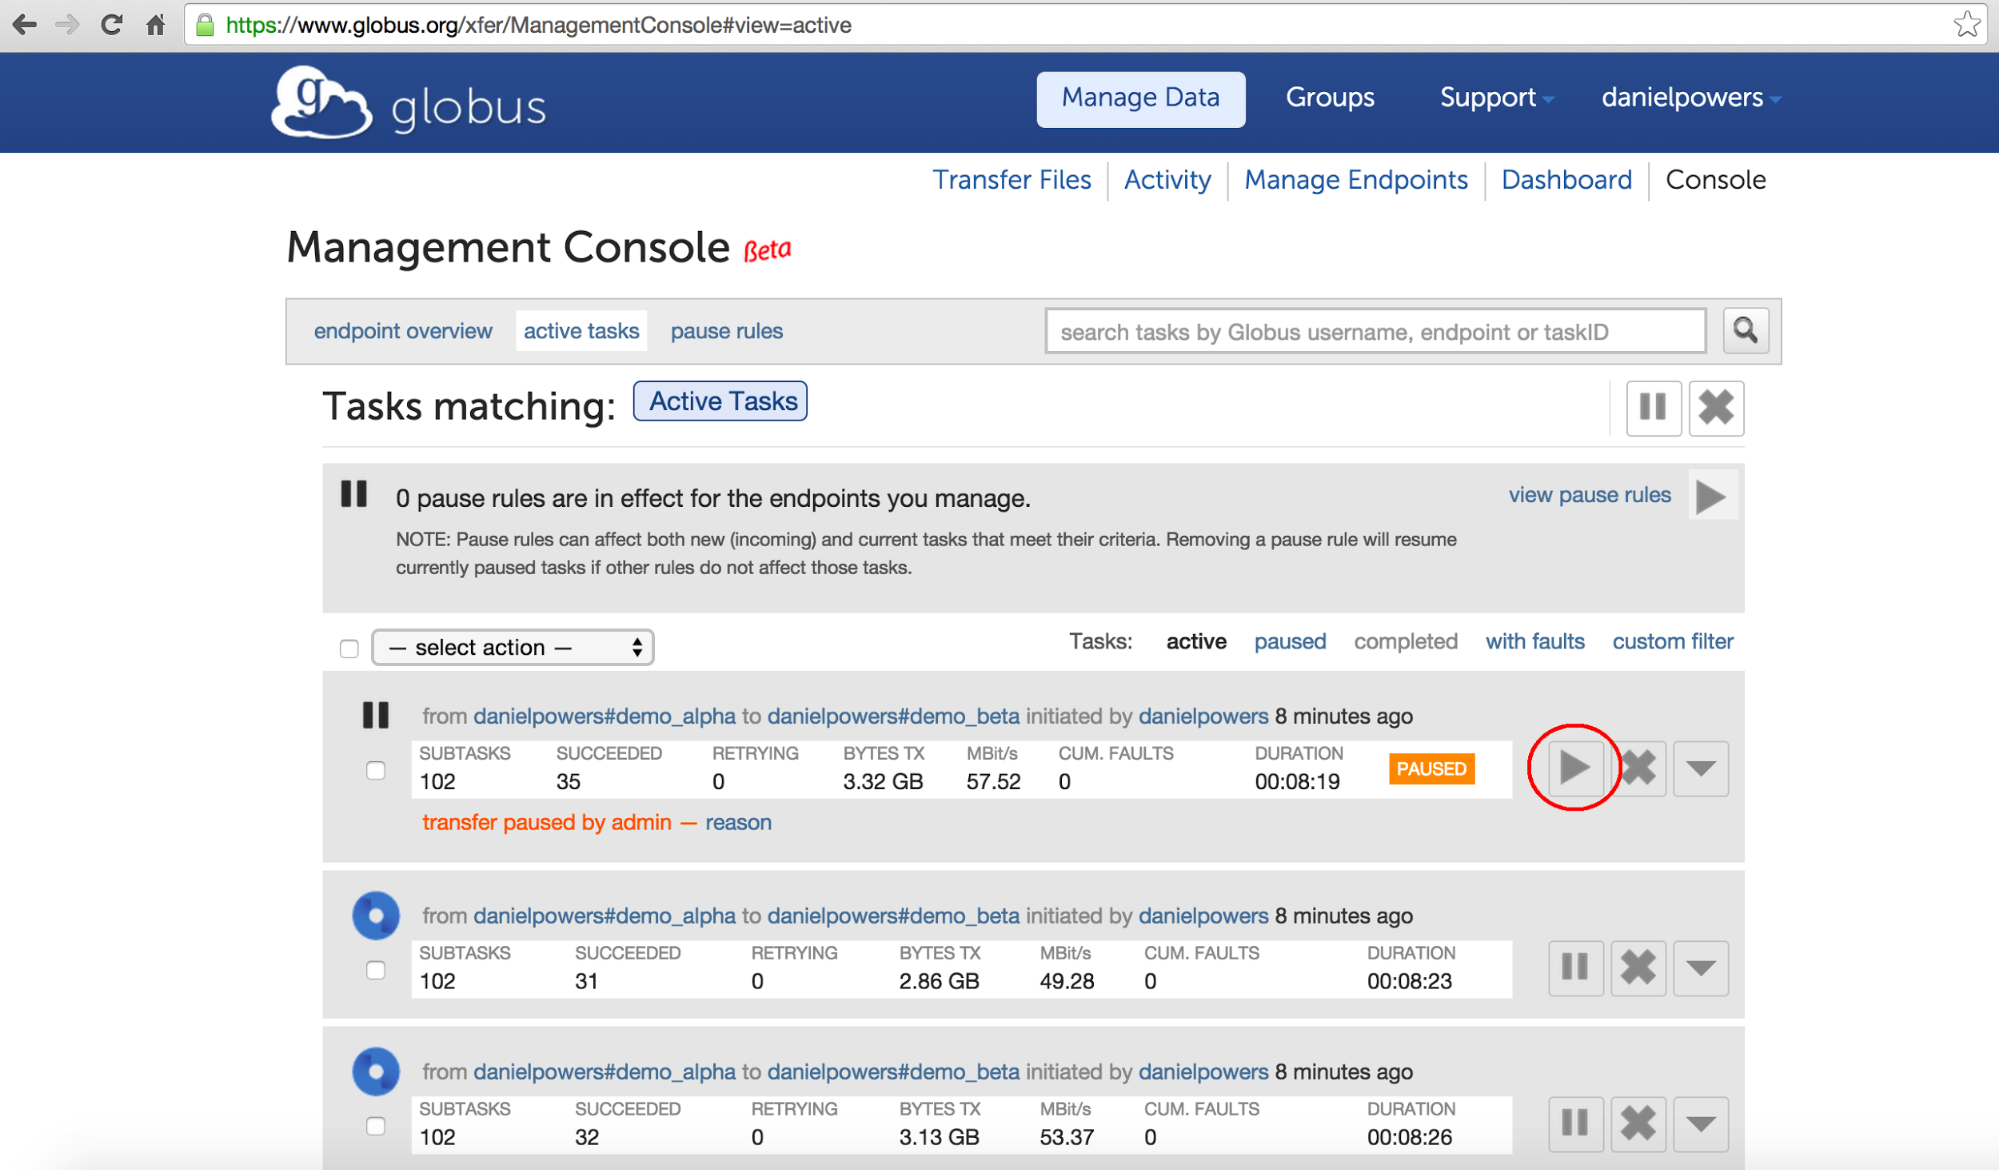 https://www.globus.org/xfer/ManagementConsole#view=active
g globus
Manage Data Groups Support danielpowers
Transfer Files Activity Manage Endpoints Dashboard Console
Management Console Beta
endpoint overview active tasks pause rules search tasks by Globus username, endpoint or taskID
Tasks matching: Active Tasks
0 pause rules are in effect for the endpoints you manage. view pause rules
NOTE: Pause rules can affect both new (incoming) and current tasks that meet their criteria. Removing a pause rule will resume
currently paused tasks if other rules do not affect those tasks.
— select action — Tasks: active paused completed with faults custom filter
from danielpowers#demo_alpha to danielpowers#demo_beta initiated by danielpowers 8 minutes ago
SUBTASKS SUCCEEDED RETRYING BYTES TX MBit/s CUM. FAULTS DURATION
102 35 0 3.32 GB 57.52 0 00:08:19 PAUSED
transfer paused by admin — reason
from danielpowers#demo_alpha to danielpowers#demo_beta initiated by danielpowers 8 minutes ago
SUBTASKS SUCCEEDED RETRYING BYTES TX MBit/s CUM. FAULTS DURATION
102 31 0 2.86 GB 49.28 0 00:08:23
from danielpowers#demo_alpha to danielpowers#demo_beta initiated by danielpowers 8 minutes ago
SUBTASKS SUCCEEDED RETRYING BYTES TX MBit/s CUM. FAULTS DURATION
102 32 0 3.13 GB 53.37 0 00:08:26